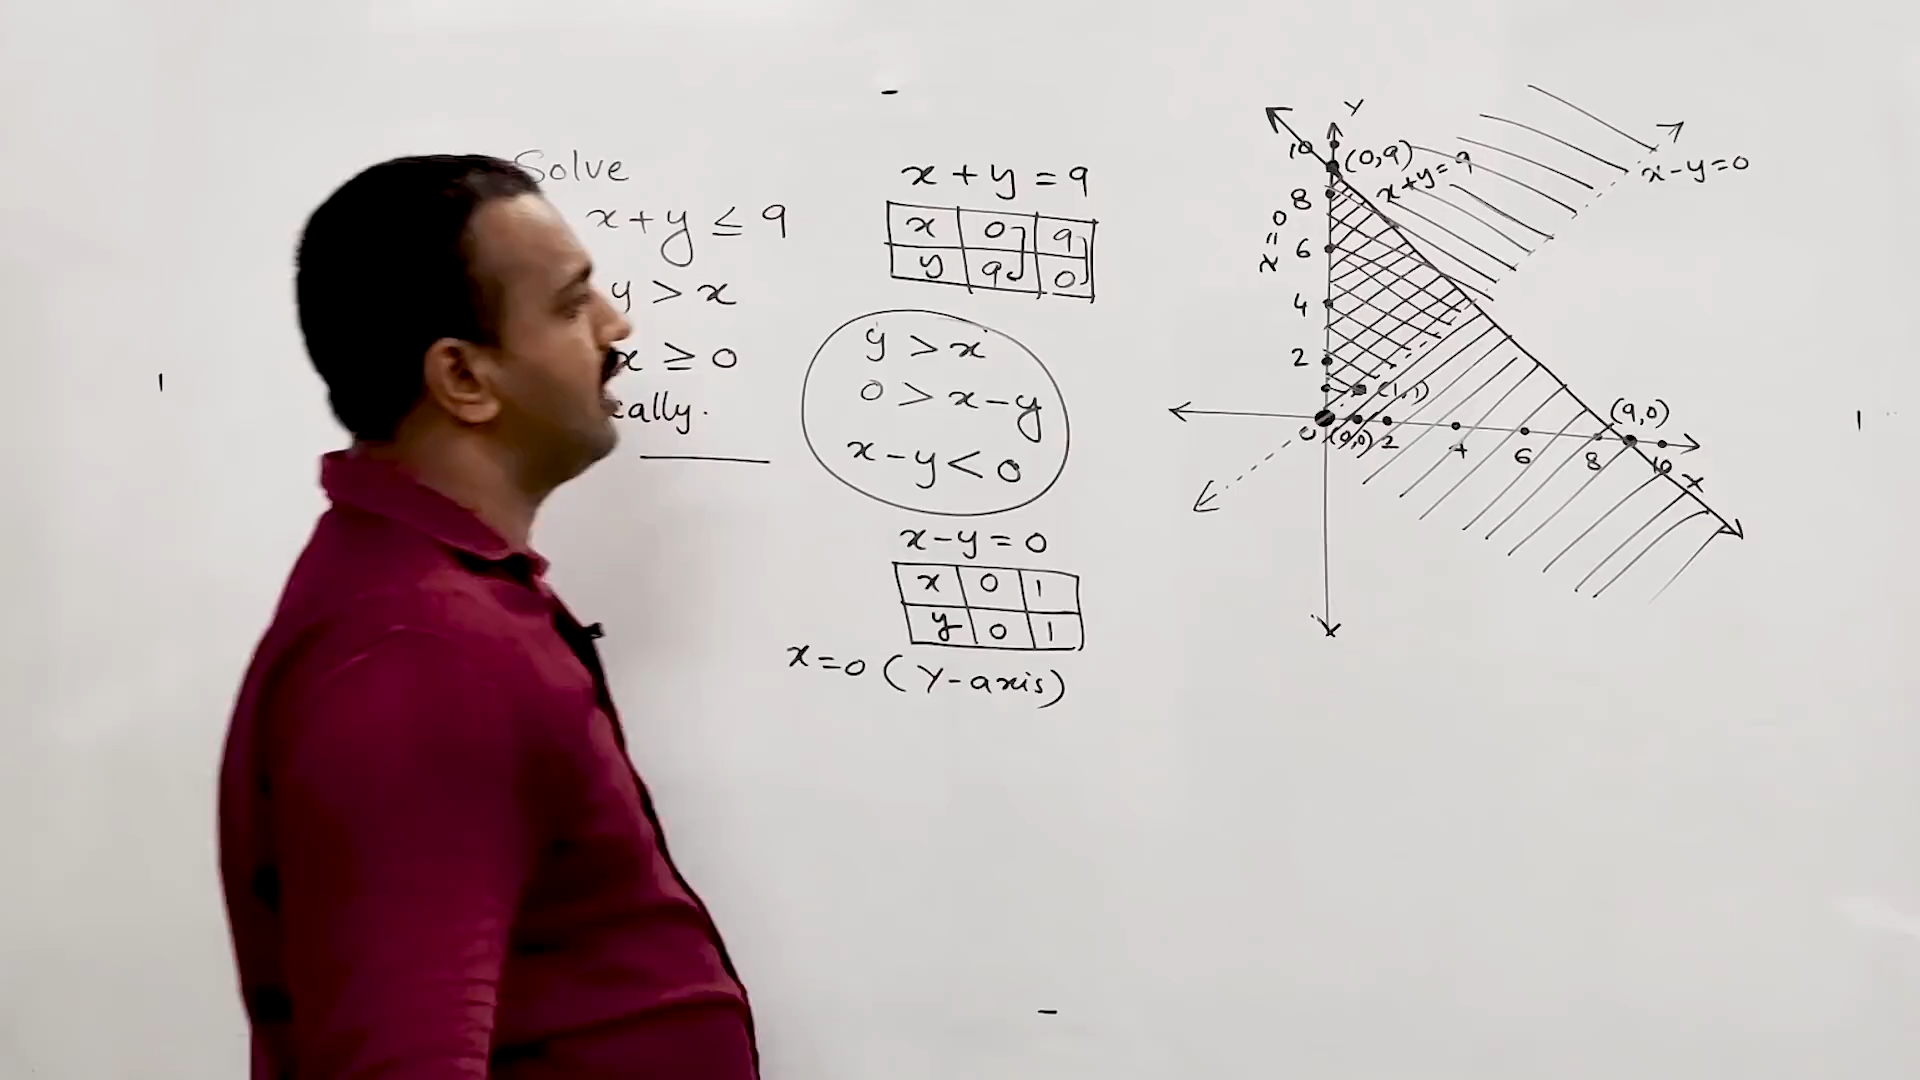 Solve
x + y ≤ 9
y > x
x ≥ 0
cally.
x + y = 9
x 0 9
y 9 0
y > x
0 > x - y
x - y < 0
x - y = 0
x 0 1
y 0 1
x = 0 (Y-axis)
Y
10
(0,9)
x+y=9
x-y=0
8
x=0
6
4
2
(1,1)
(9,0)
0 (0,0) 2 4 6 8 10 X